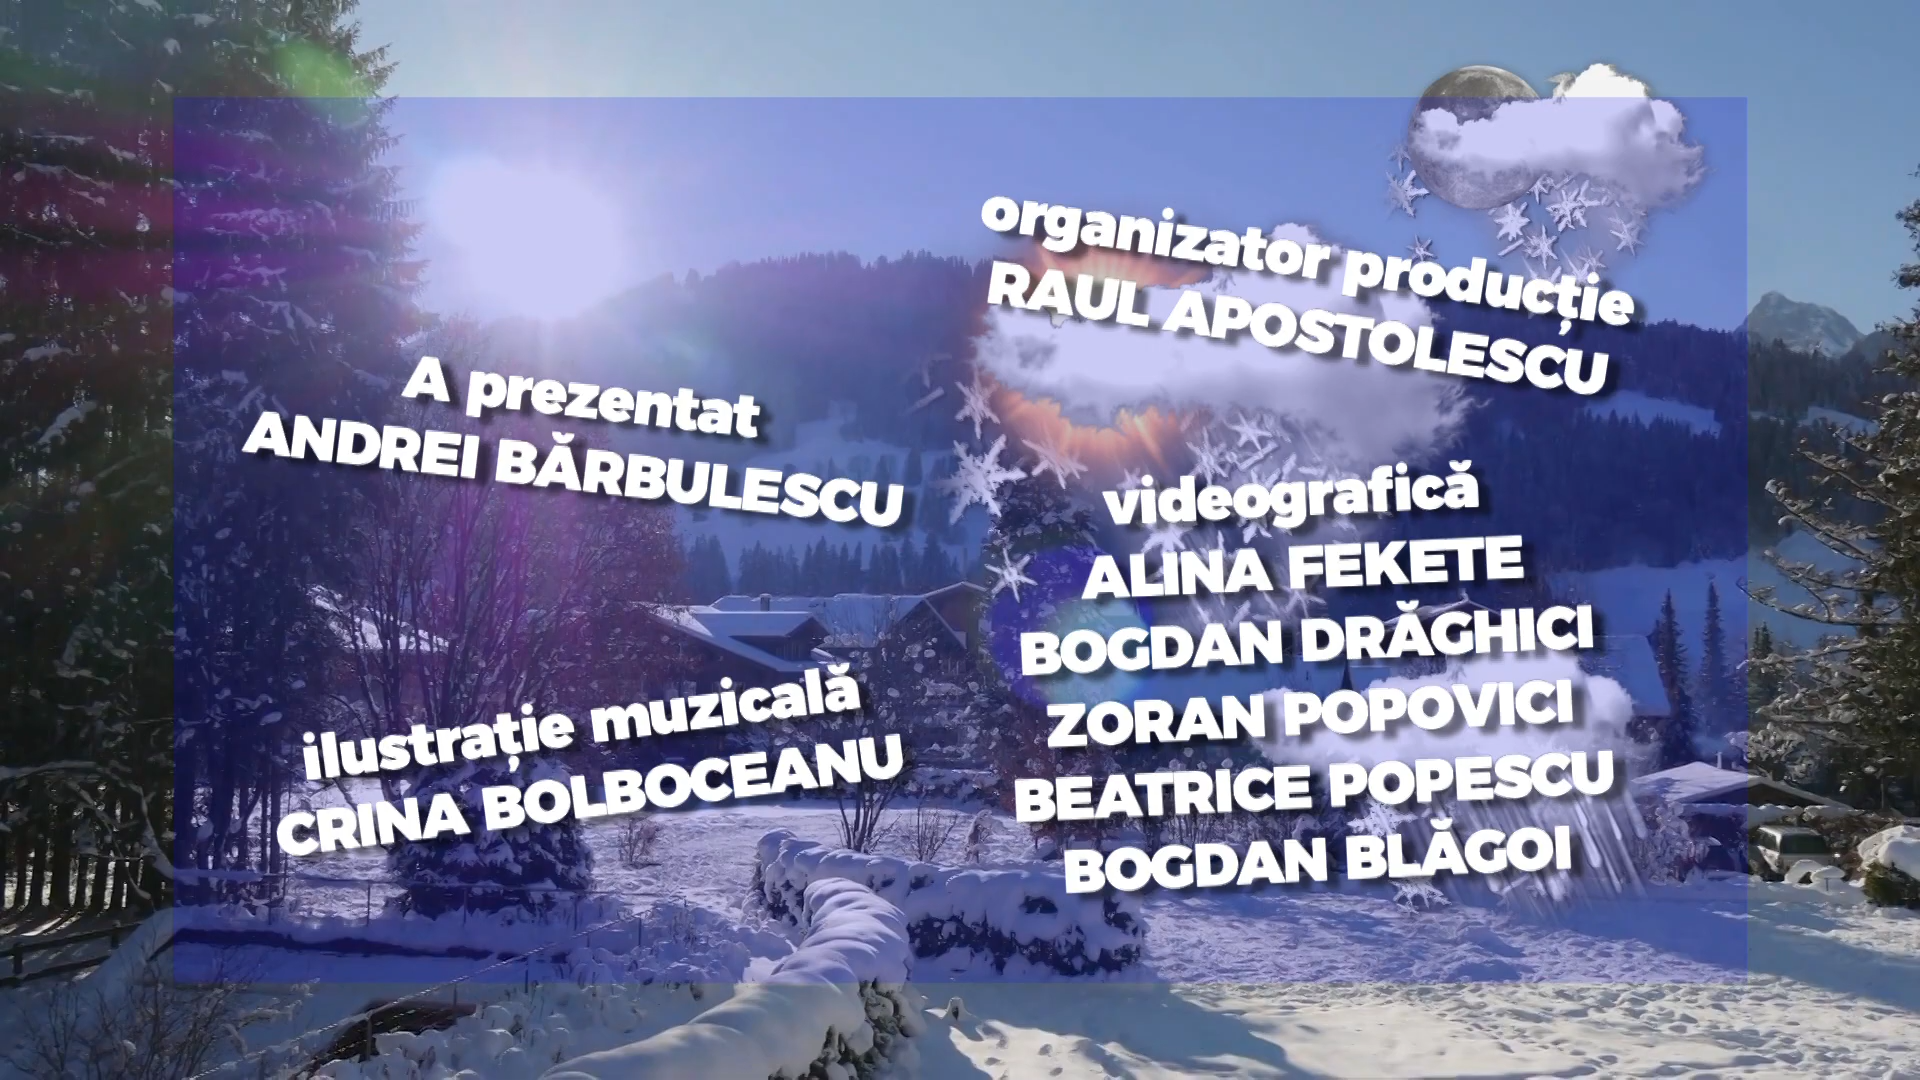 A prezentat
ANDREI BĂRBULESCU
ilustrație muzicală
CRINA BOLBOCEANU
organizator producție
RAUL APOSTOLESCU
videografică
ALINA FEKETE
BOGDAN DRĂGHICI
ZORAN POPOVICI
BEATRICE POPESCU
BOGDAN BLĂGOI